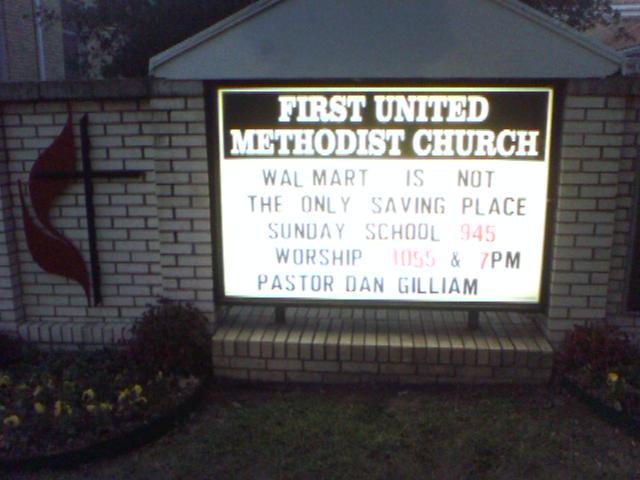 FIRST UNITED
METHODIST CHURCH
WAL MART IS NOT
THE ONLY SAVING PLACE
SUNDAY SCHOOL 945
WORSHIP 1055 & 7PM
PASTOR DAN GILLIAM